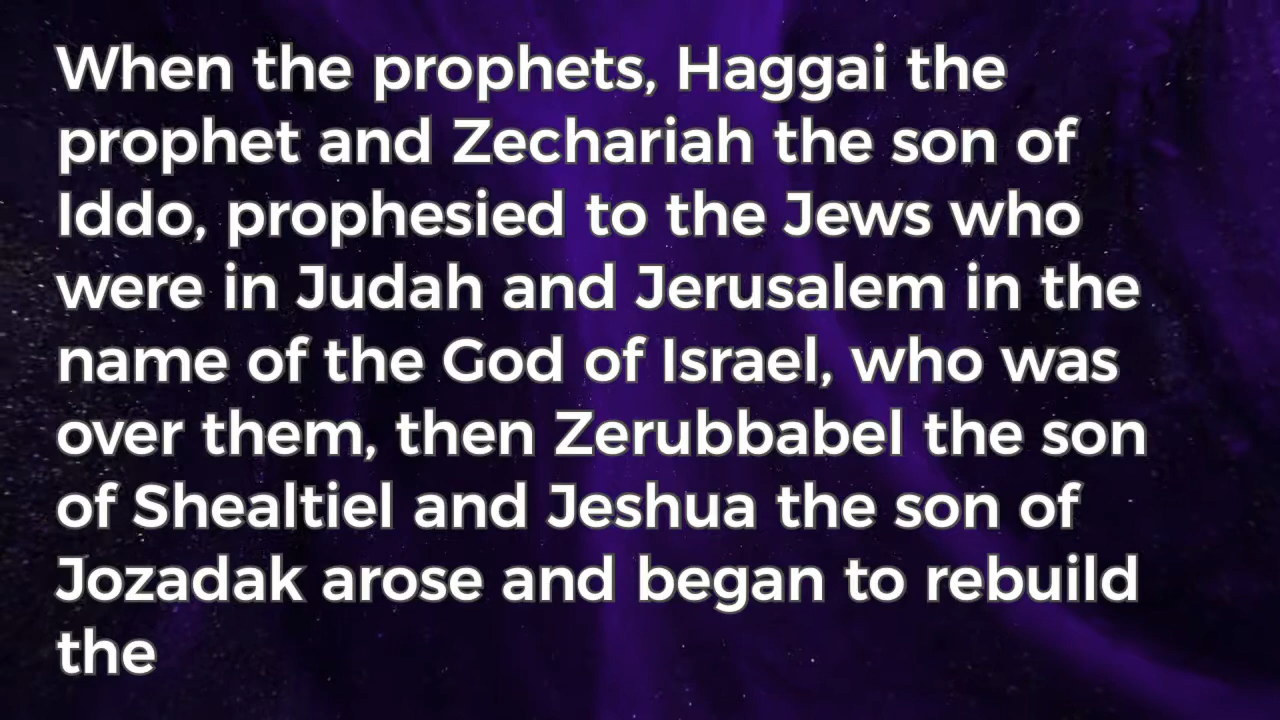 When the prophets, Haggai the
prophet and Zechariah the son of
Iddo, prophesied to the Jews who
were in Judah and Jerusalem in the
name of the God of Israel, who was
over them, then Zerubbabel the son
of Shealtiel and Jeshua the son of
Jozadak arose and began to rebuild
the